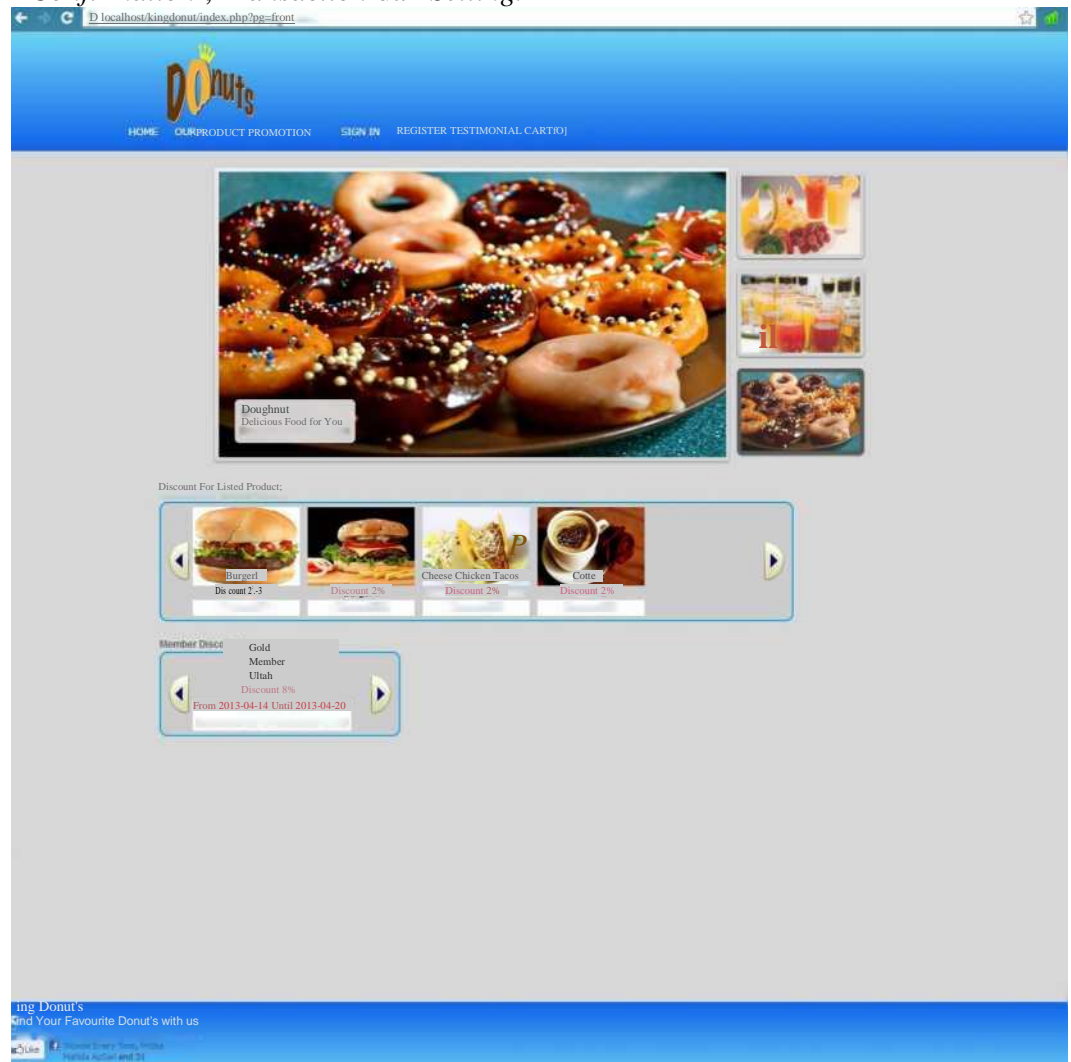 D localhost/kingdonut/index.php?pg=front
DOnuts
HOME OURPRODUCT PROMOTION SIGN IN REGISTER TESTIMONIAL CARTfO]
Doughnut
Delicious Food for You
Discount For Listed Product;
Burgerl Cheese Chicken Tacos Cotte
Dis count 2'.-3 Discount 2% Discount 2% Discount 2%
Member Disco
Gold
Member
Ultah
Discount 8%
From 2013-04-14 Until 2013-04-20
ing Donut's
ind Your Favourite Donut's with us
Like
and